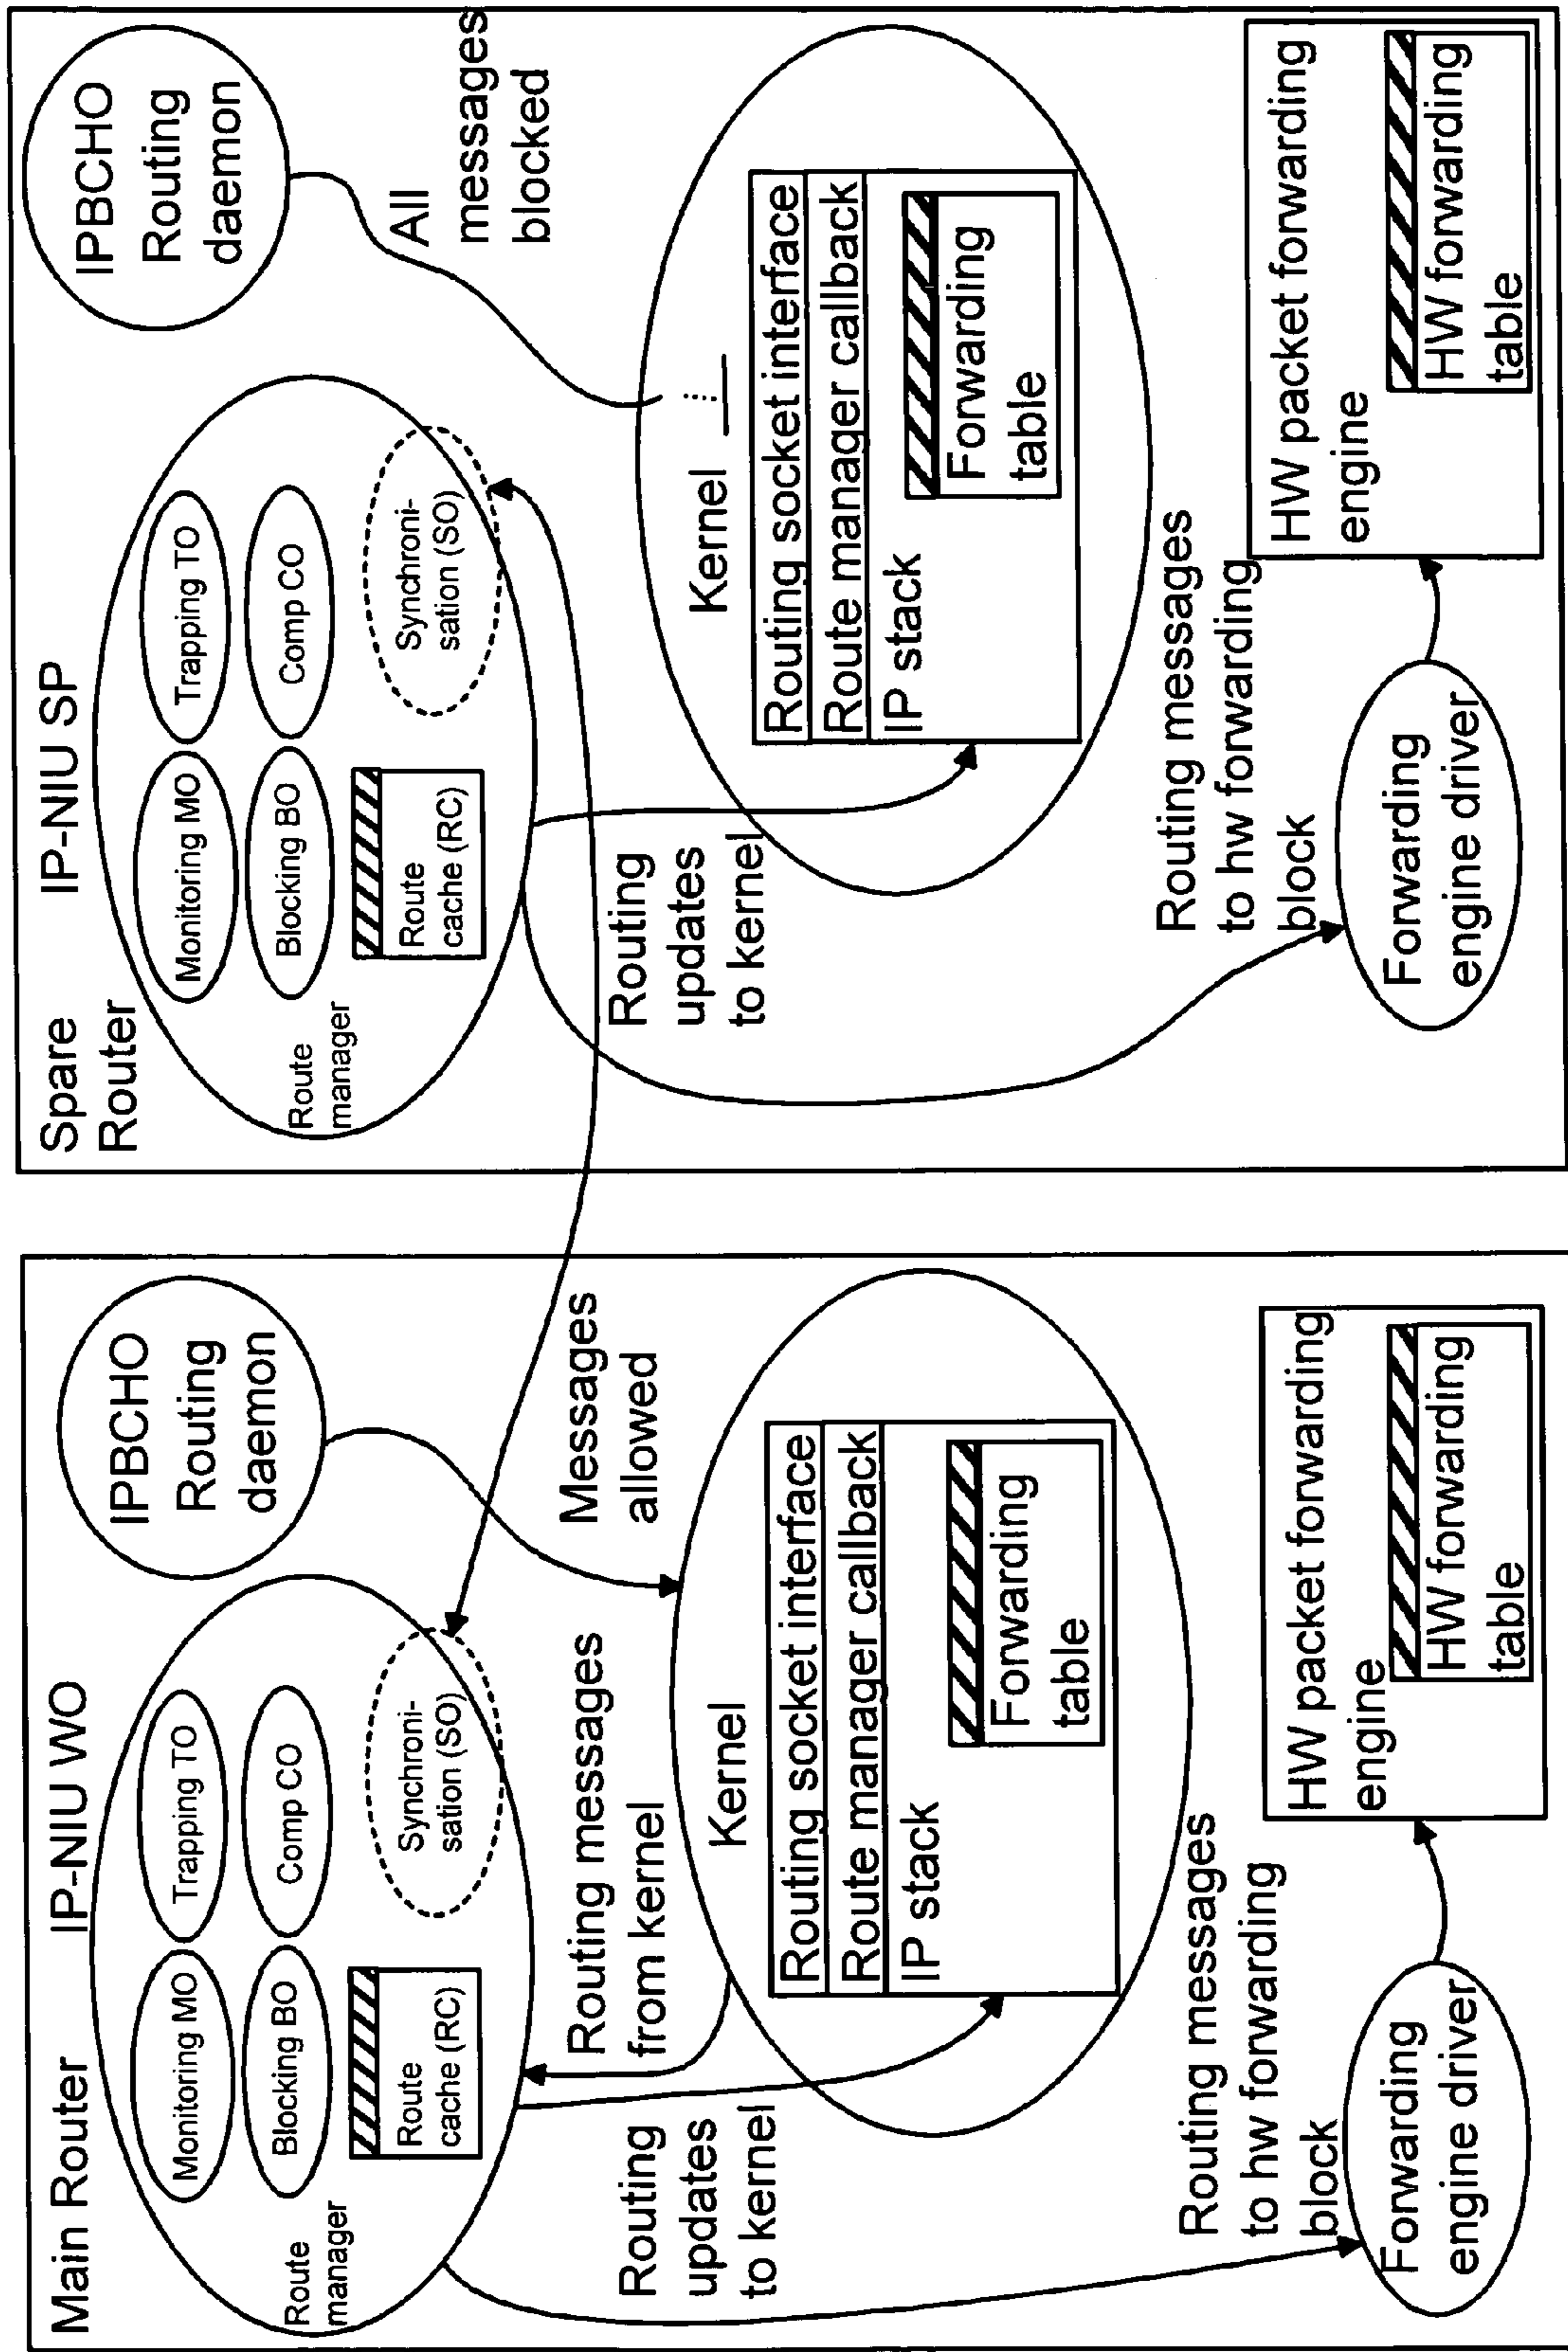 Main Router
IP-NIU WO
Monitoring MO
Trapping TO
Blocking BO
Comp CO
Route
manager
Route
cache (RC)
Synchroni-
sation (SO)
IPBCHO
Routing
daemon
Routing messages
from kernel
Messages
allowed
Routing
updates
to kernel
Kernel
Routing socket interface
Route manager callback
IP stack
Forwarding
table
Routing messages
to hw forwarding
block
Forwarding
engine driver
HW packet forwarding
engine
HW forwarding
table
Spare
Router
IP-NIU SP
Monitoring MO
Trapping TO
Blocking BO
Comp CO
Route
manager
Route
cache (RC)
Synchroni-
sation (SO)
IPBCHO
Routing
daemon
All
messages
blocked
Routing
updates
to kernel
Kernel
Routing socket interface
Route manager callback
IP stack
Forwarding
table
Routing messages
to hw forwarding
block
Forwarding
engine driver
HW packet forwarding
engine
HW forwarding
table